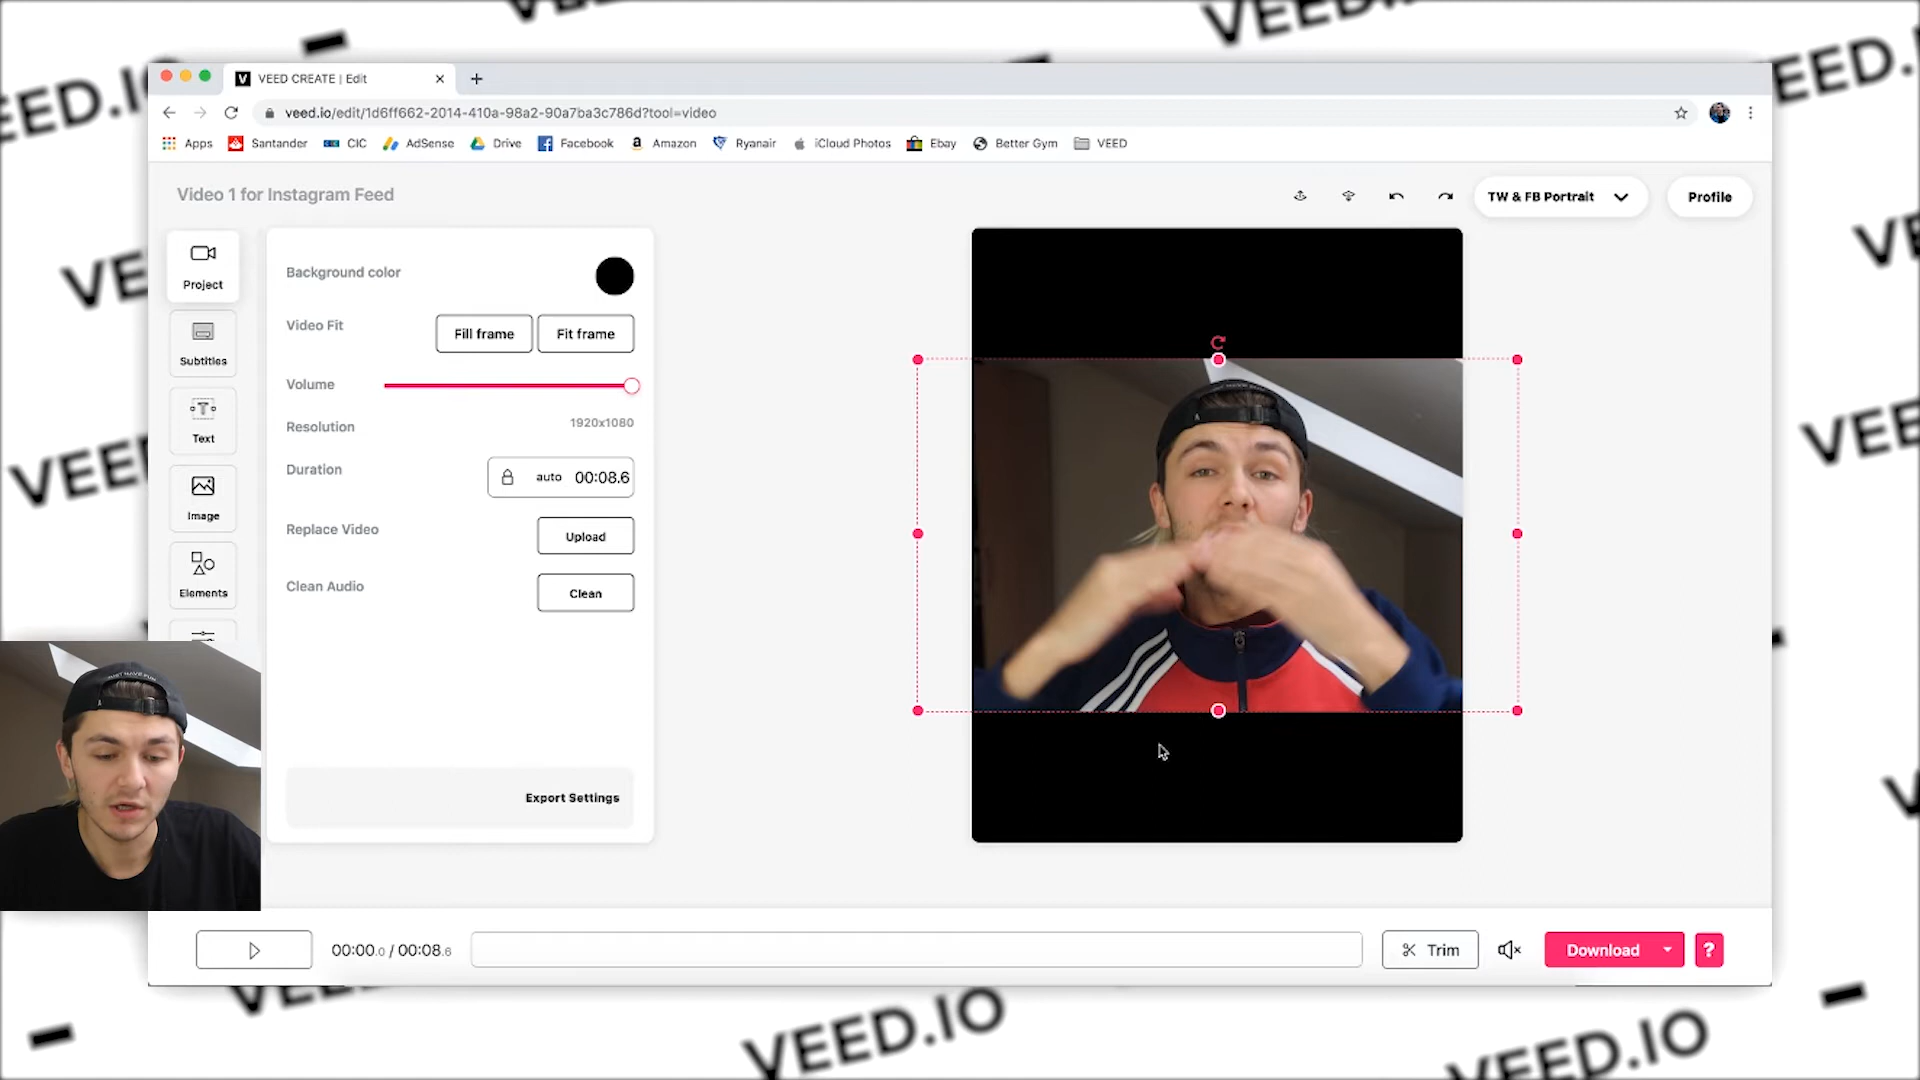 VEED.IO
VEED CREATE | Edit
veed.io/edit/1d6ff662-2014-410a-98a2-90a7ba3c786d?tool=video
Apps Santander CIC AdSense Drive Facebook Amazon Ryanair iCloud Photos Ebay Better Gym VEED
Video 1 for Instagram Feed
TW & FB Portrait
Profile
Project
Subtitles
Text
Image
Elements
Background color
Video Fit Fill frame Fit frame
Volume
Resolution 1920x1080
Duration auto 00:08.6
Replace Video Upload
Clean Audio Clean
Export Settings
00:00.0 / 00:08.6
Trim
Download
?
VEED.IO
VEED.IO